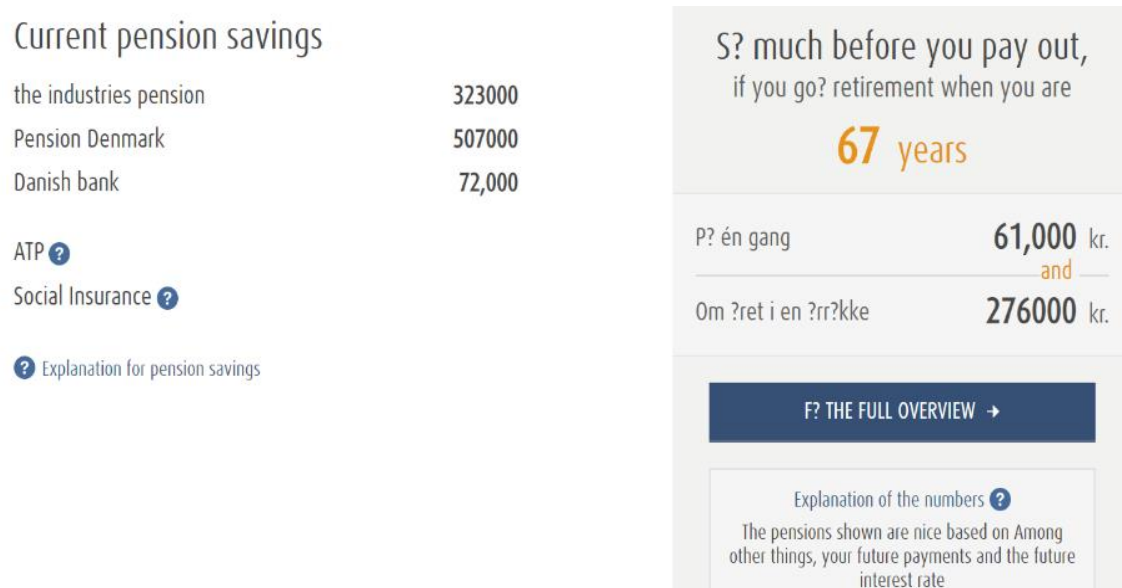 Current pension savings
the industries pension 323000
Pension Denmark 507000
Danish bank 72,000
ATP ?
Social Insurance ?
? Explanation for pension savings
S? much before you pay out,
if you go? retirement when you are
67 years
P? én gang 61,000 kr.
and
Om ?ret i en ?rr?kke 276000 kr.
F? THE FULL OVERVIEW →
Explanation of the numbers ?
The pensions shown are nice based on Among
other things, your future payments and the future
interest rate